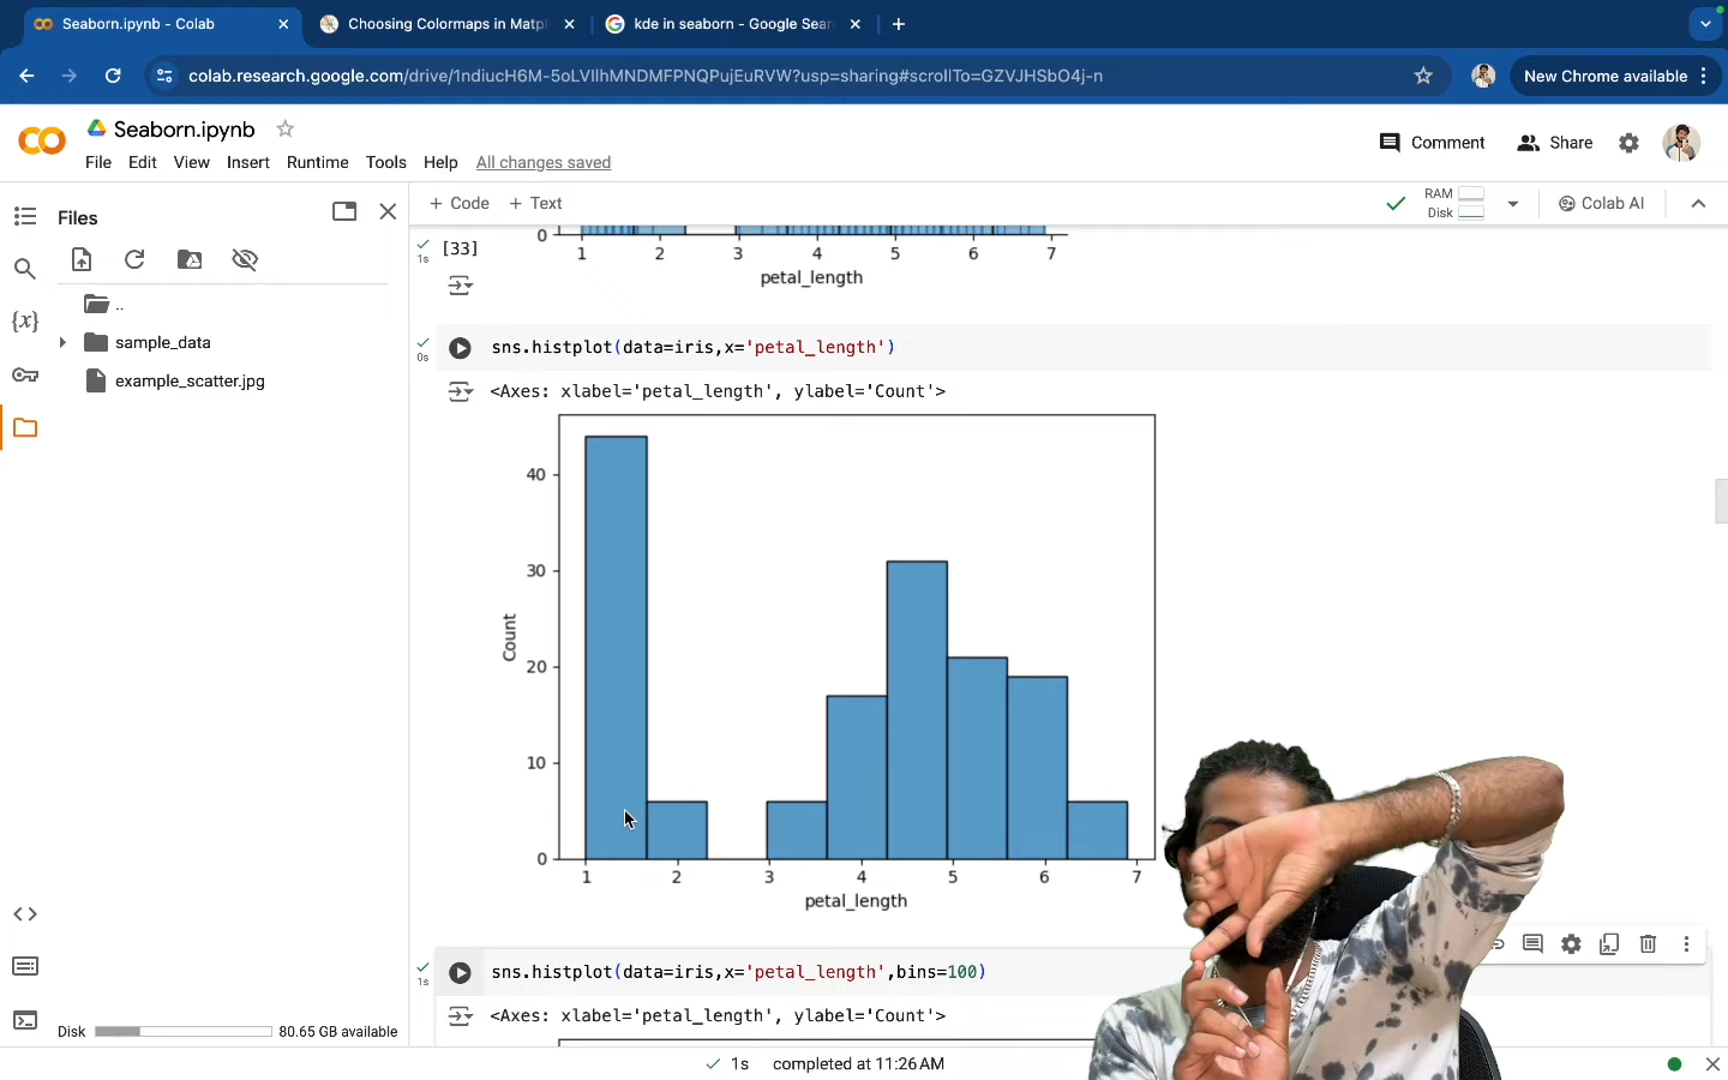 Seaborn.ipynb - Colab
Choosing Colormaps in Matpl
kde in seaborn - Google Sear
colab.research.google.com/drive/1ndiucH6M-5oLVIlhMNDMFPNQPujEuRVW?usp=sharing#scrollTo=GZVJHSbO4j-n
New Chrome available
CO
Seaborn.ipynb
File Edit View Insert Runtime Tools Help All changes saved
Comment
Share
Files
+ Code + Text
RAM
Disk
Colab AI
..
sample_data
example_scatter.jpg
{x}
1s
[33]
0
1 2 3 4 5 6 7
petal_length
0s
sns.histplot(data=iris,x='petal_length')
<Axes: xlabel='petal_length', ylabel='Count'>
40
30
20
10
0
Count
1 2 3 4 5 6 7
petal_length
1s
sns.histplot(data=iris,x='petal_length',bins=100)
<Axes: xlabel='petal_length', ylabel='Count'>
Disk 80.65 GB available
1s completed at 11:26 AM